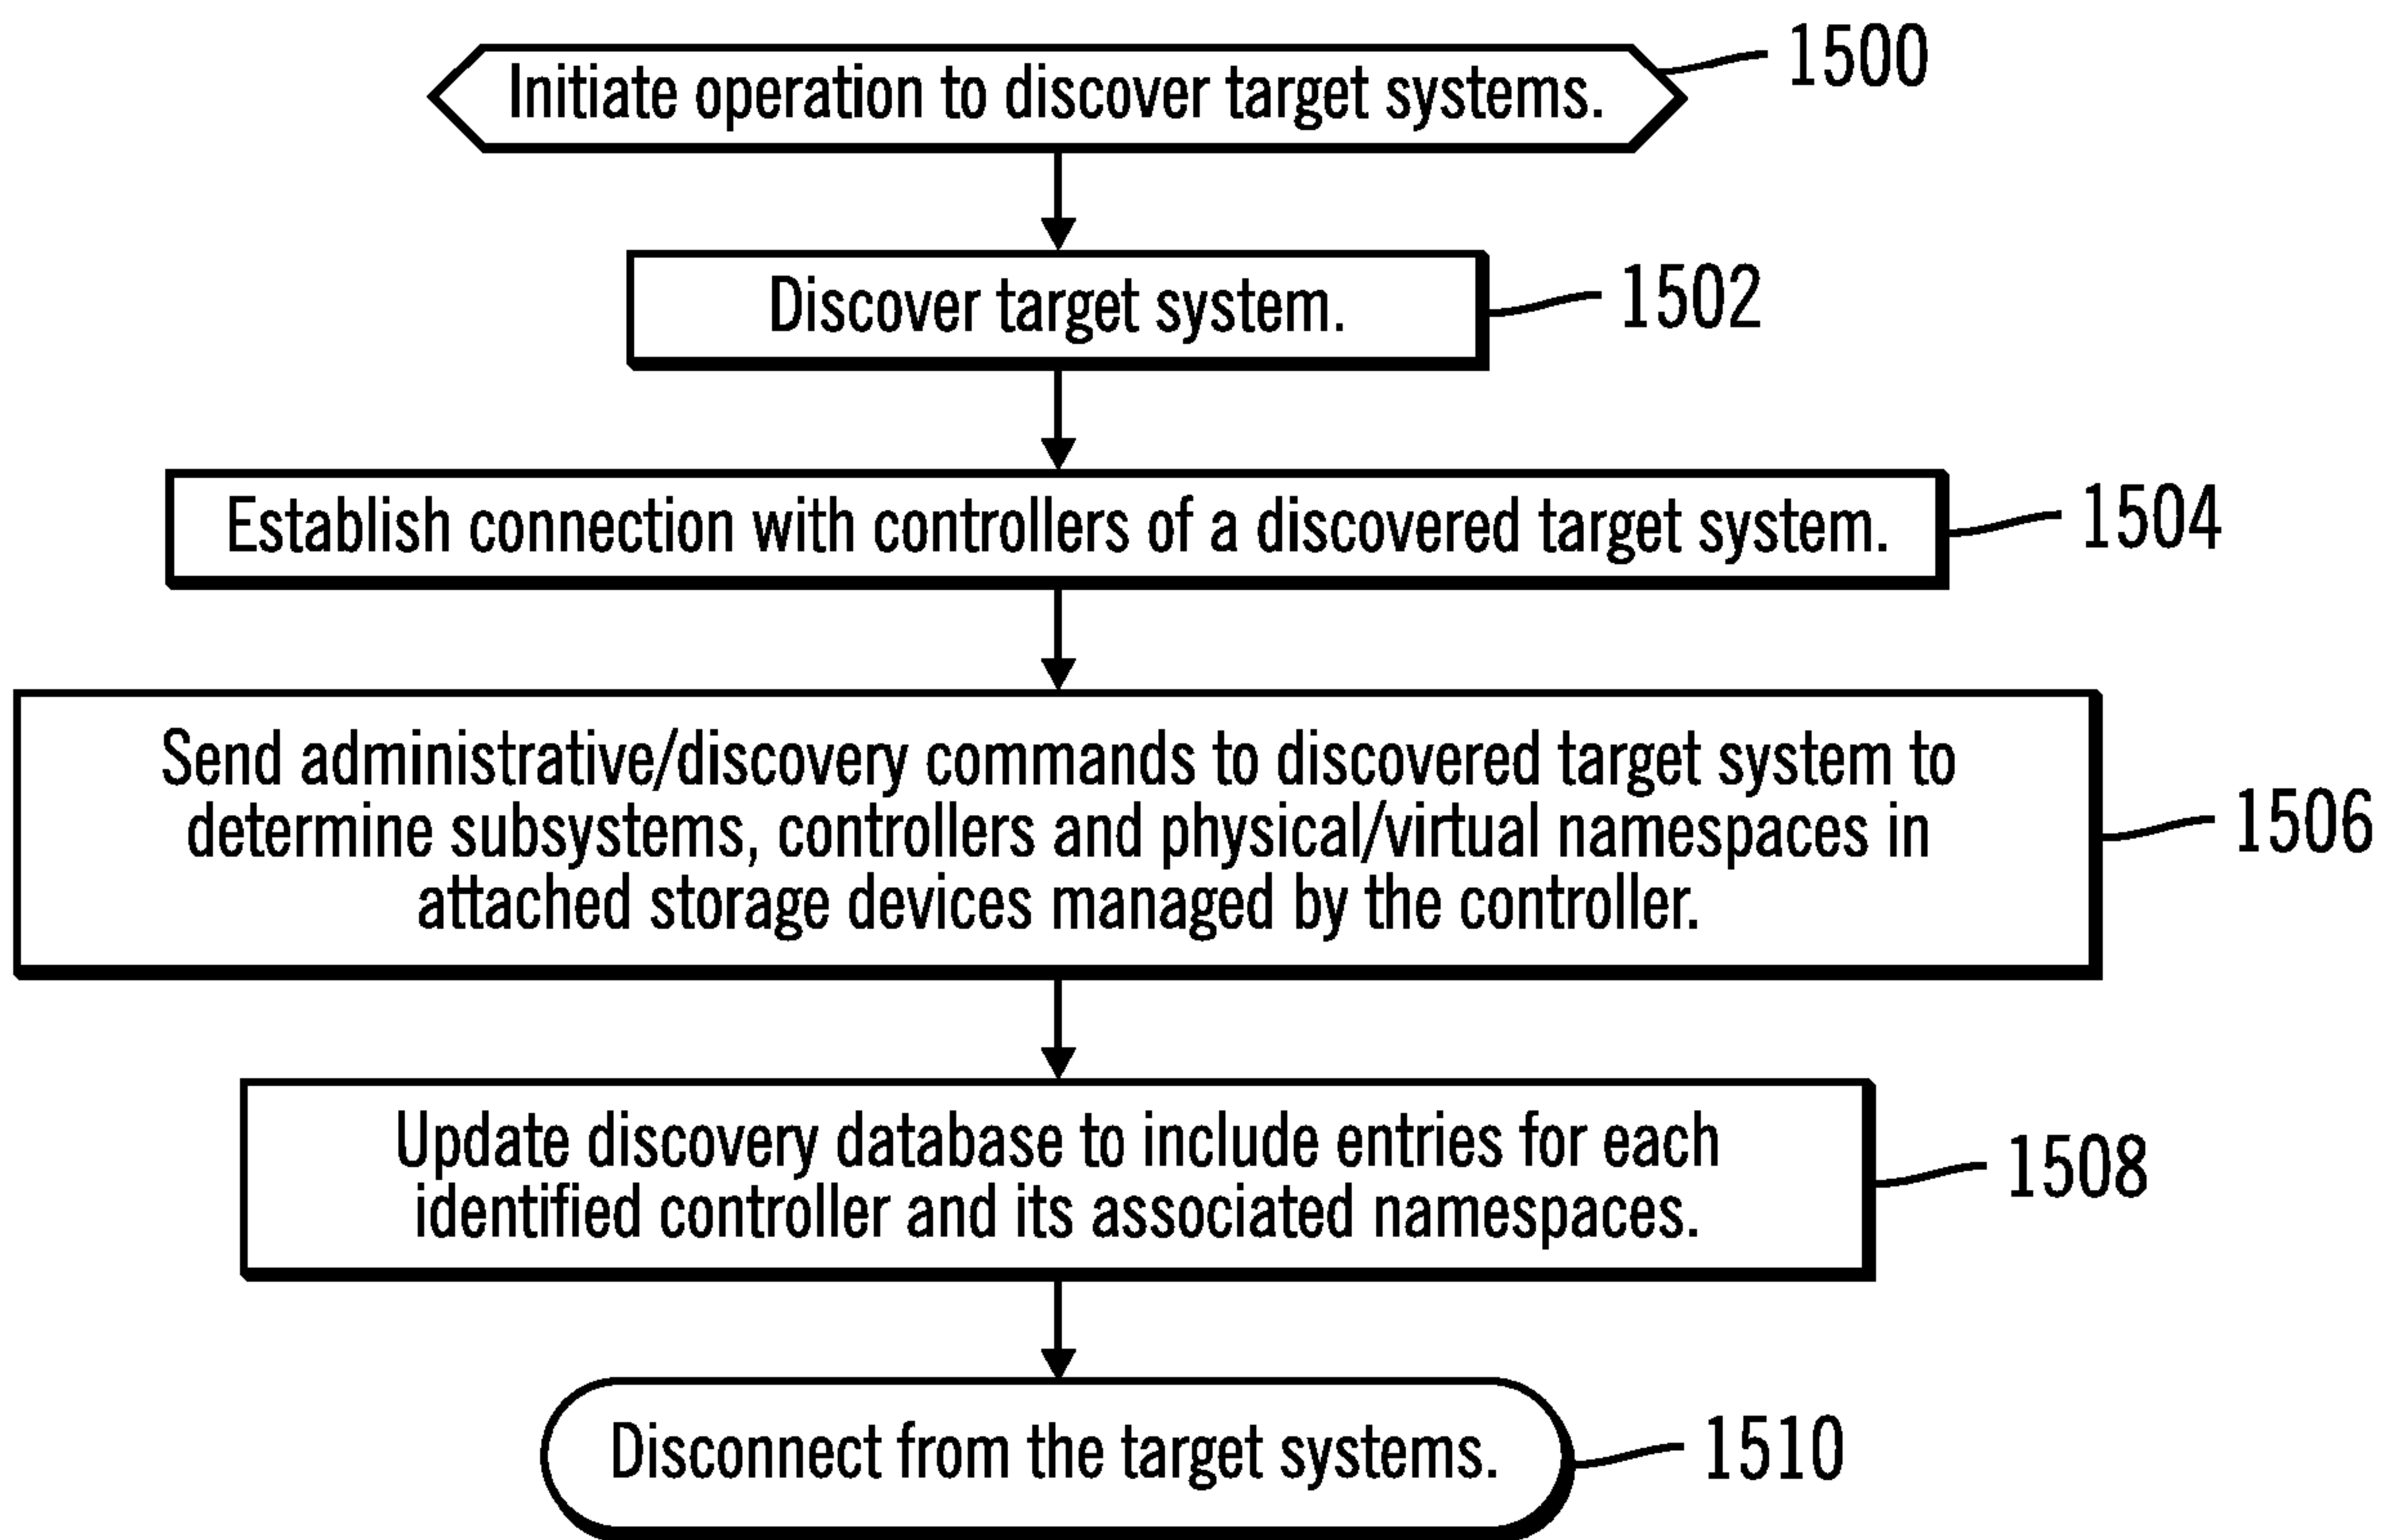 Initiate operation to discover target systems.
1500
Discover target system.
1502
Establish connection with controllers of a discovered target system.
1504
Send administrative/discovery commands to discovered target system to
determine subsystems, controllers and physical/virtual namespaces in
attached storage devices managed by the controller.
1506
Update discovery database to include entries for each
identified controller and its associated namespaces.
1508
Disconnect from the target systems.
1510